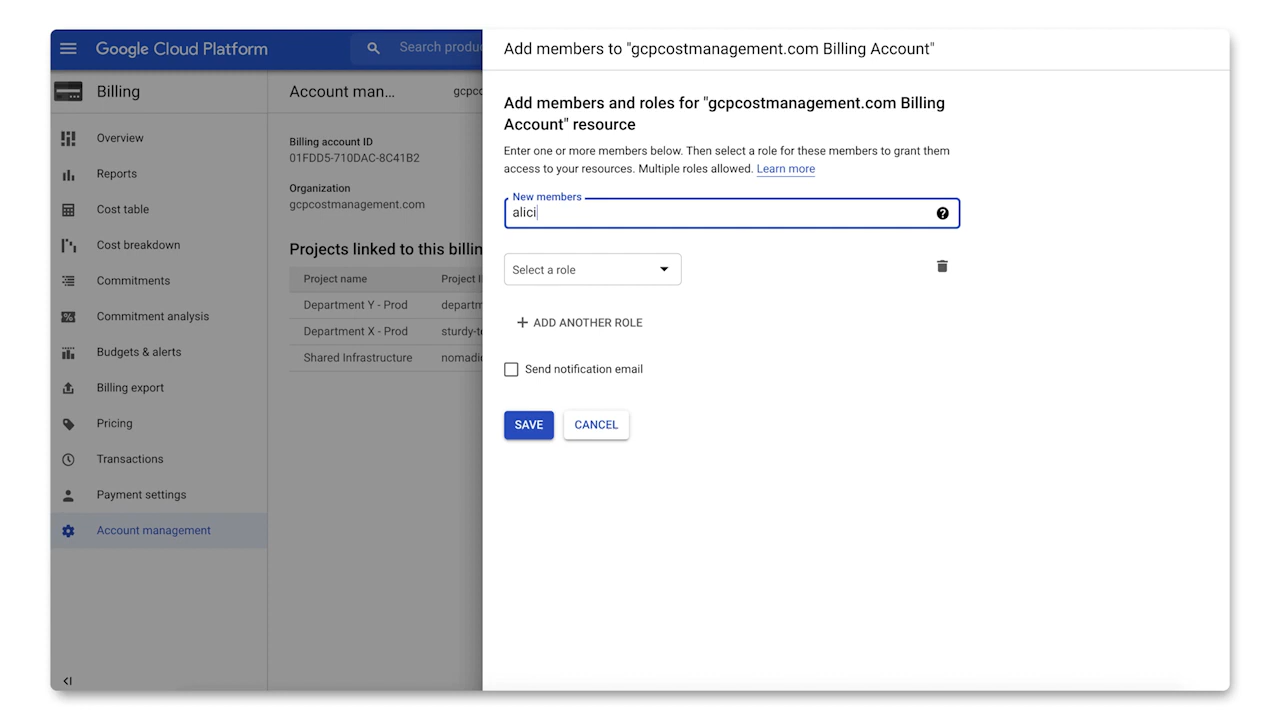 Google Cloud Platform
Search produ
Billing
Overview
Reports
Cost table
Cost breakdown
Commitments
Commitment analysis
Budgets & alerts
Billing export
Pricing
Transactions
Payment settings
Account management
Account man...
gcpco
Billing account ID
01FDD5-710DAC-8C41B2
Organization
gcpcostmanagement.com
Projects linked to this billin
Project name Project I
Department Y - Prod departm
Department X - Prod sturdy-te
Shared Infrastructure nomadic
Add members to "gcpcostmanagement.com Billing Account"
Add members and roles for "gcpcostmanagement.com Billing
Account" resource
Enter one or more members below. Then select a role for these members to grant them
access to your resources. Multiple roles allowed. Learn more
New members
alici
Select a role
ADD ANOTHER ROLE
Send notification email
SAVE CANCEL